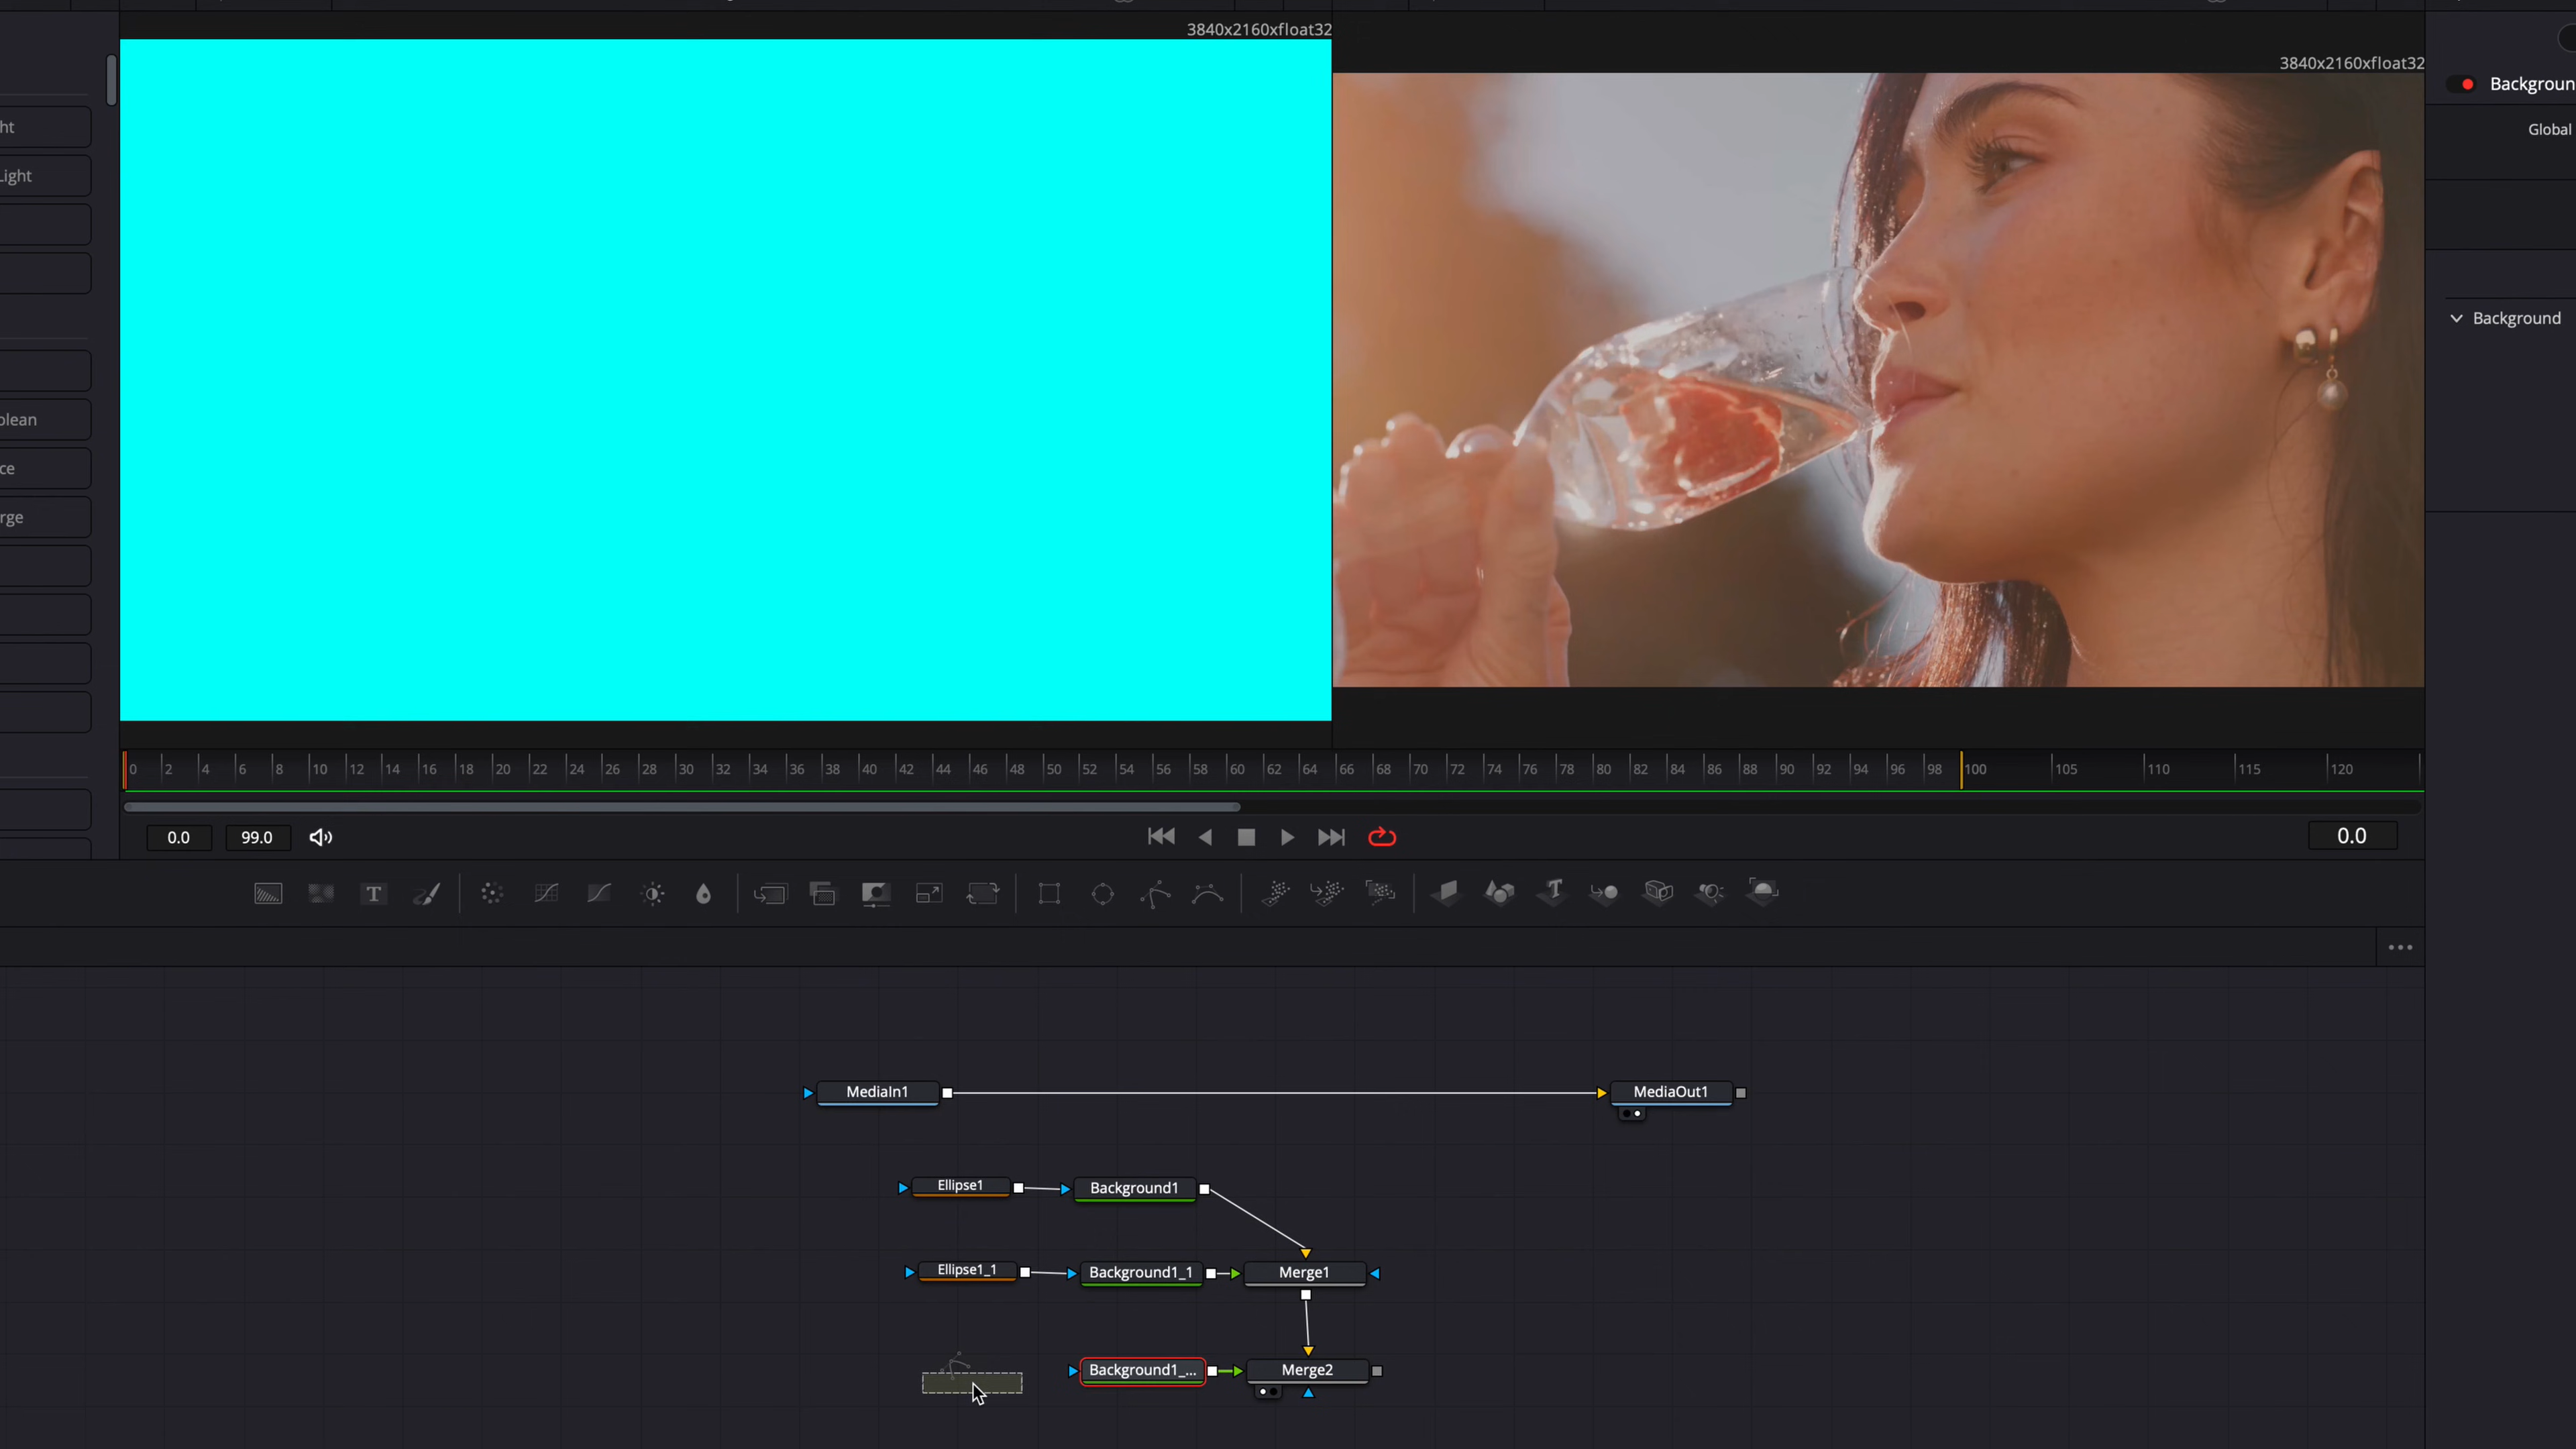 3840x2160xfloat32
3840x2160xfloat32
Backgroun
Global
ht
Light
Background
olean
ce
rge
0 2 4 6 8 10 12 14 16 18 20 22 24 26 28 30 32 34 36 38 40 42 44 46 48 50 52 54 56 58 60 62 64 66 68 70 72 74 76 78 80 82 84 86 88 90 92 94 96 98 100 105 110 115 120
0.0 99.0 0.0
T
MediaIn1 MediaOut1
Ellipse1 Background1
Ellipse1_1 Background1_1 Merge1
Background1_... Merge2